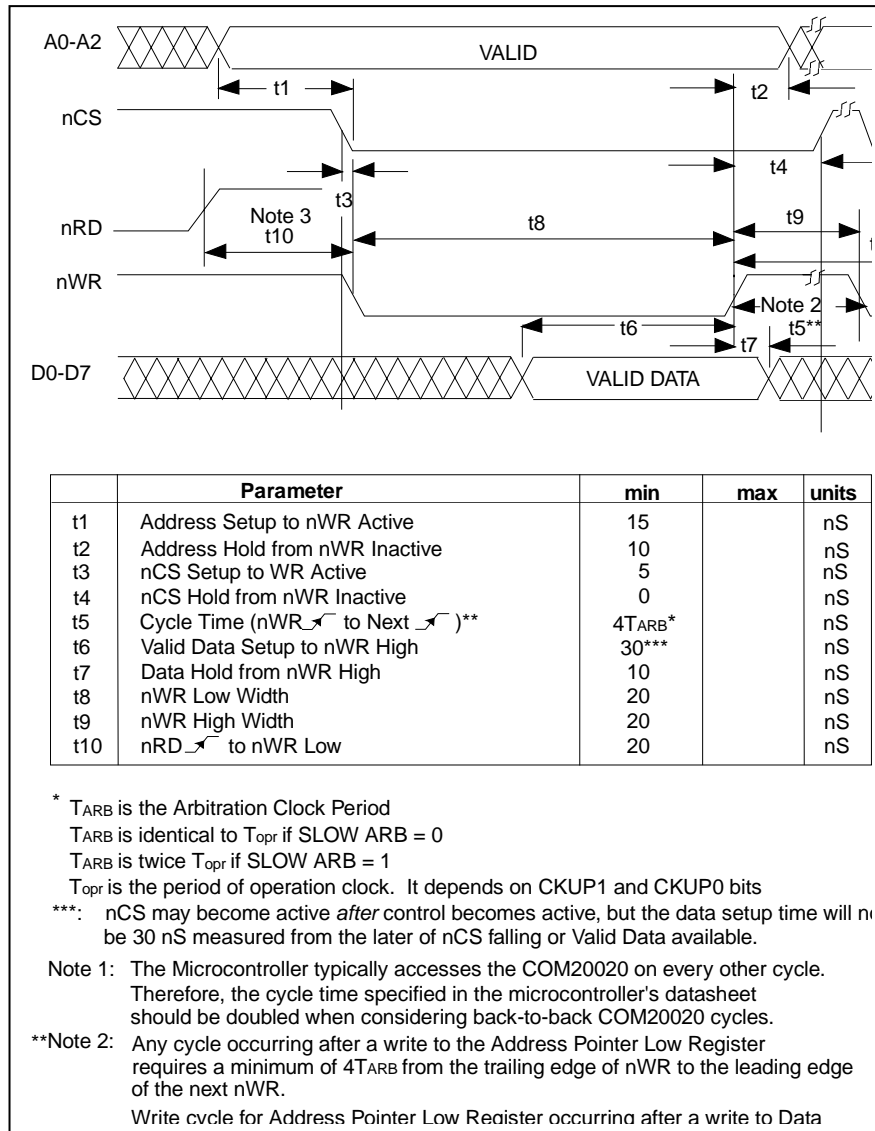 A0-A2
VALID
t1
t2
nCS
t3
t4
nRD
Note 3
t10
t8
t9
nWR
Note 2
t5**
t6
t7
D0-D7
VALID DATA
Parameter min max units
t1 Address Setup to nWR Active 15 nS
t2 Address Hold from nWR Inactive 10 nS
t3 nCS Setup to WR Active 5 nS
t4 nCS Hold from nWR Inactive 0 nS
t5 Cycle Time (nWR to Next )** 4TARB* nS
t6 Valid Data Setup to nWR High 30*** nS
t7 Data Hold from nWR High 10 nS
t8 nWR Low Width 20 nS
t9 nWR High Width 20 nS
t10 nRD to nWR Low 20 nS
* TARB is the Arbitration Clock Period
TARB is identical to Topr if SLOW ARB = 0
TARB is twice Topr if SLOW ARB = 1
Topr is the period of operation clock. It depends on CKUP1 and CKUP0 bits
***: nCS may become active after control becomes active, but the data setup time will
be 30 nS measured from the later of nCS falling or Valid Data available.
Note 1: The Microcontroller typically accesses the COM20020 on every other cycle.
Therefore, the cycle time specified in the microcontroller's datasheet
should be doubled when considering back-to-back COM20020 cycles.
**Note 2: Any cycle occurring after a write to the Address Pointer Low Register
requires a minimum of 4TARB from the trailing edge of nWR to the leading edge
of the next nWR.
Write cycle for Address Pointer Low Register occurring after a write to Data